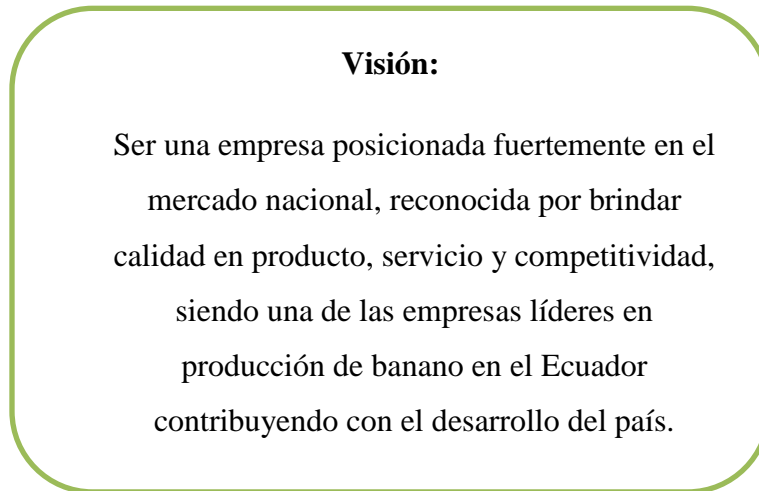 Visión:
Ser una empresa posicionada fuertemente en el
mercado nacional, reconocida por brindar
calidad en producto, servicio y competitividad,
siendo una de las empresas líderes en
producción de banano en el Ecuador
contribuyendo con el desarrollo del país.